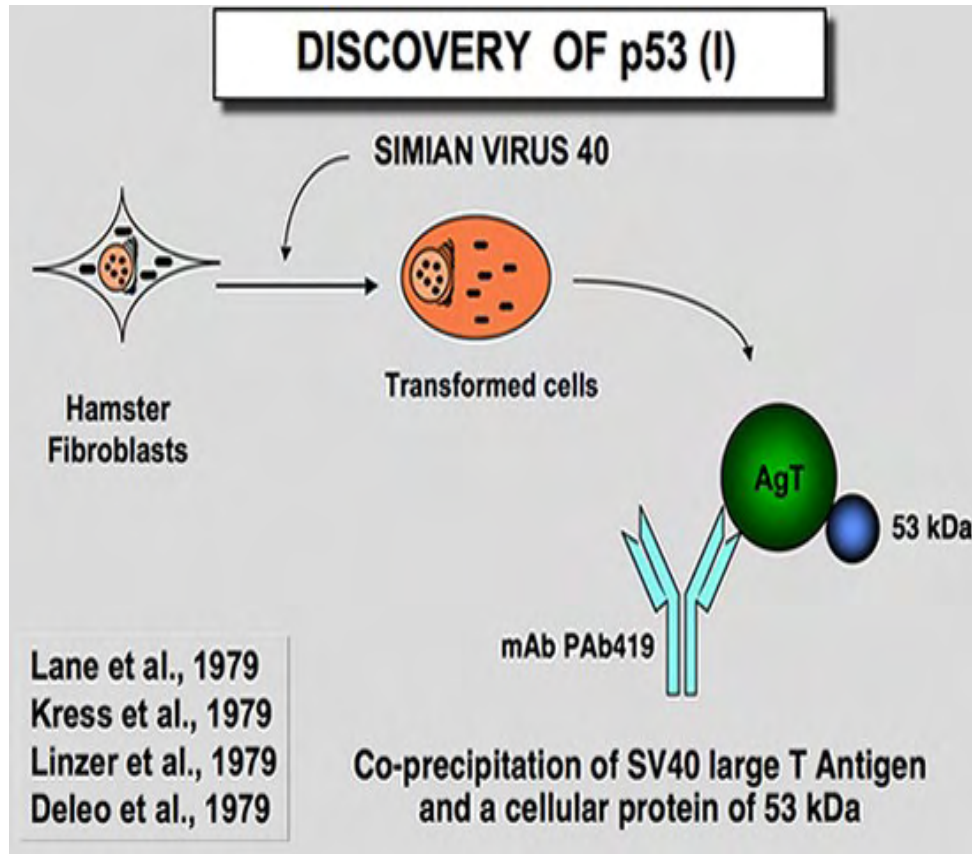 DISCOVERY OF p53 (I)
SIMIAN VIRUS 40
Hamster
Fibroblasts
Transformed cells
AgT
53 kDa
mAb PAb419
Lane et al., 1979
Kress et al., 1979
Linzer et al., 1979
Deleo et al., 1979
Co-precipitation of SV40 large T Antigen
and a cellular protein of 53 kDa